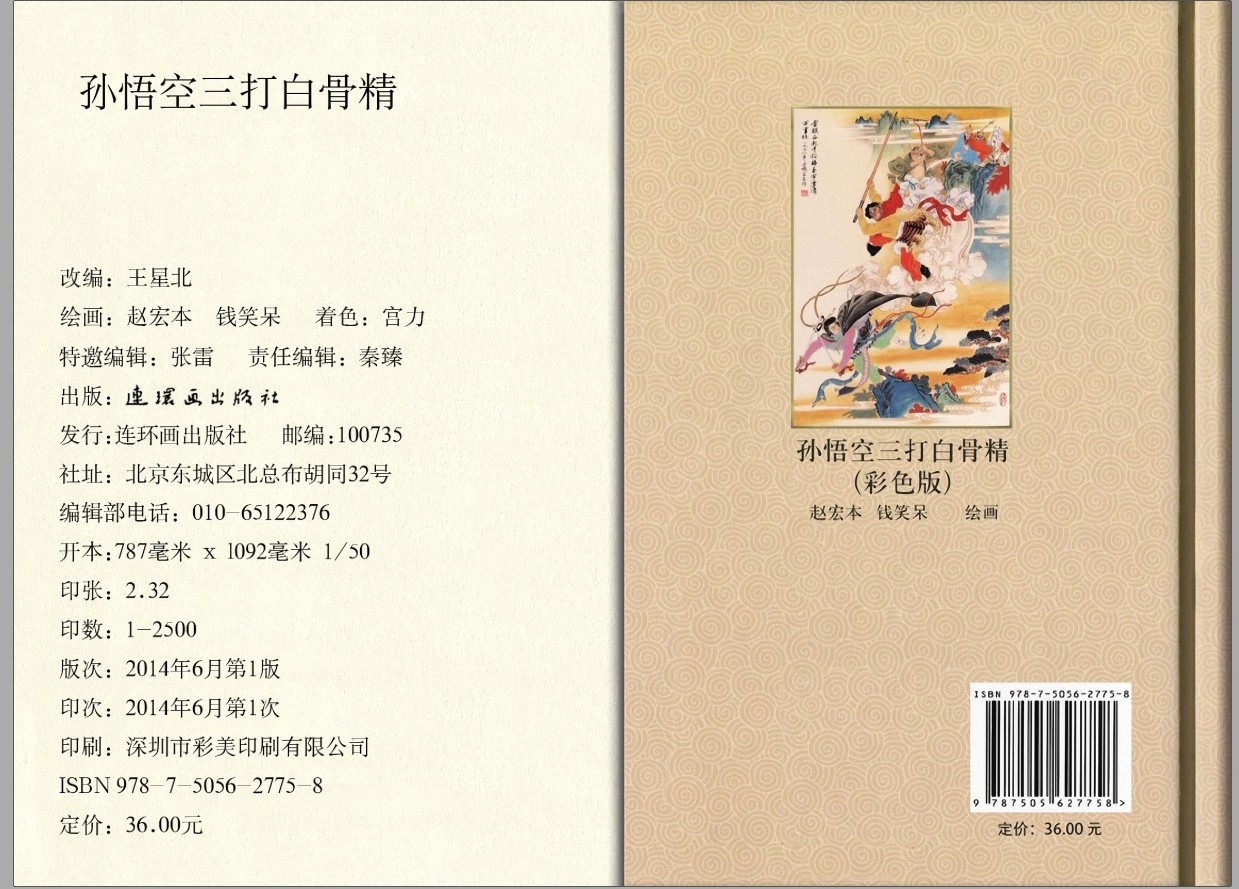 孙悟空三打白骨精
改编：王星北
绘画：赵宏本 钱笑呆 着色：宫力
特邀编辑：张雷 责任编辑：秦臻
出版：连环画出版社
发行:连环画出版社 邮编:100735
社址：北京东城区北总布胡同32号
编辑部电话：010-65122376
开本:787毫米 x 1092毫米 1/50
印张：2.32
印数：1-2500
版次：2014年6月第1版
印次：2014年6月第1次
印刷：深圳市彩美印刷有限公司
ISBN 978-7-5056-2775-8
定价：36.00元
孙悟空三打白骨精
（彩色版）
赵宏本 钱笑呆 绘画
ISBN 978-7-5056-2775-8
9 787505 627758 >
定价：36.00 元